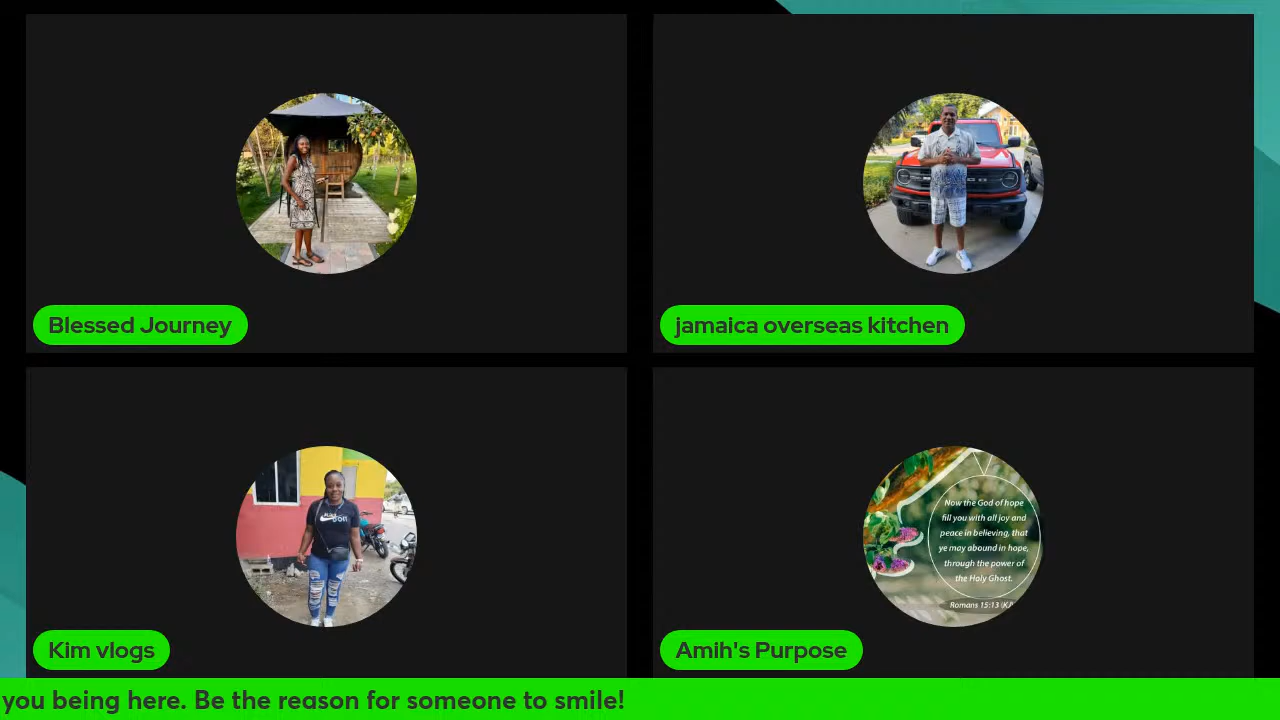 Blessed Journey
jamaica overseas kitchen
Kim vlogs
Now the God of hope
fill you with all joy and
peace in believing, that
ye may abound in hope,
through the power of
the Holy Ghost.
Romans 15:13 (KJ
Amih's Purpose
you being here. Be the reason for someone to smile!